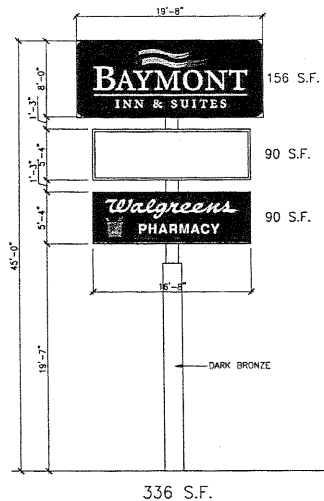 19'-8"
8'-0"
BAYMONT
INN & SUITES
156 S.F.
1'-3"
5'-4"
90 S.F.
1'-3"
5'-4"
Walgreens
PHARMACY
90 S.F.
45'-0"
16'-8"
19'-7"
DARK BRONZE
336 S.F.